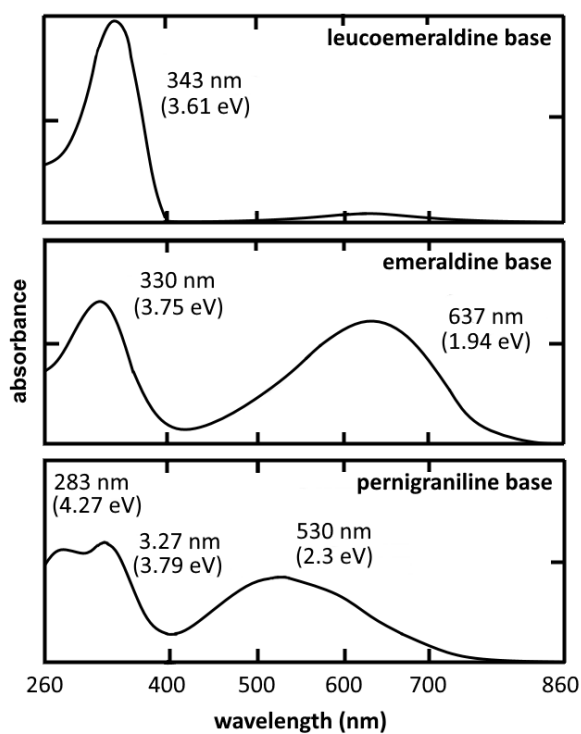 leucoemeraldine base
343 nm
(3.61 eV)
emeraldine base
330 nm
(3.75 eV)
637 nm
(1.94 eV)
absorbance
pernigraniline base
283 nm
(4.27 eV)
3.27 nm
(3.79 eV)
530 nm
(2.3 eV)
260 400 500 600 700 860
wavelength (nm)